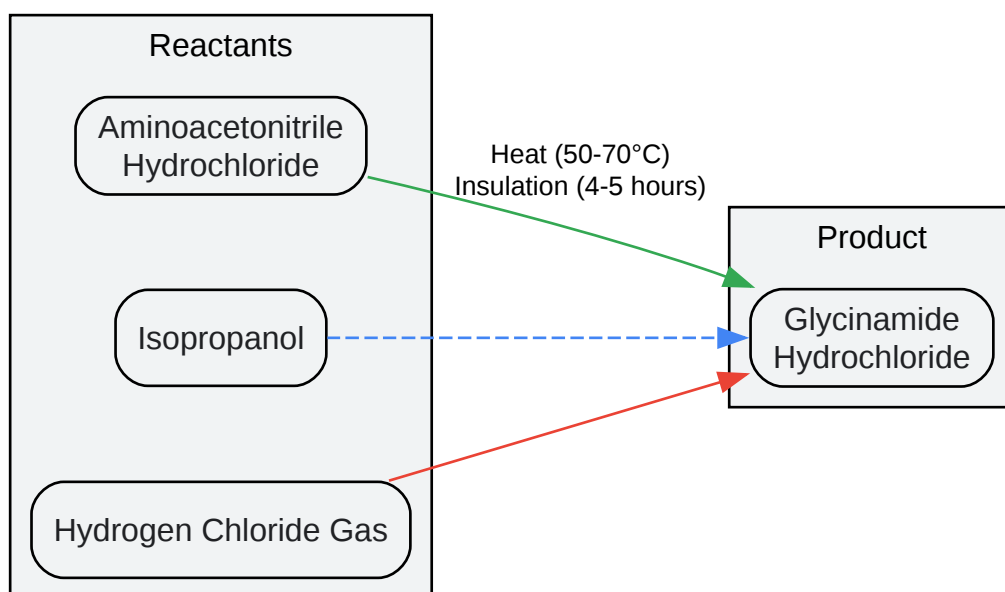 Reactants
Aminoacetonitrile
Hydrochloride
Heat (50-70°C)
Insulation (4-5 hours)
Product
Isopropanol
Glycinamide
Hydrochloride
Hydrogen Chloride Gas